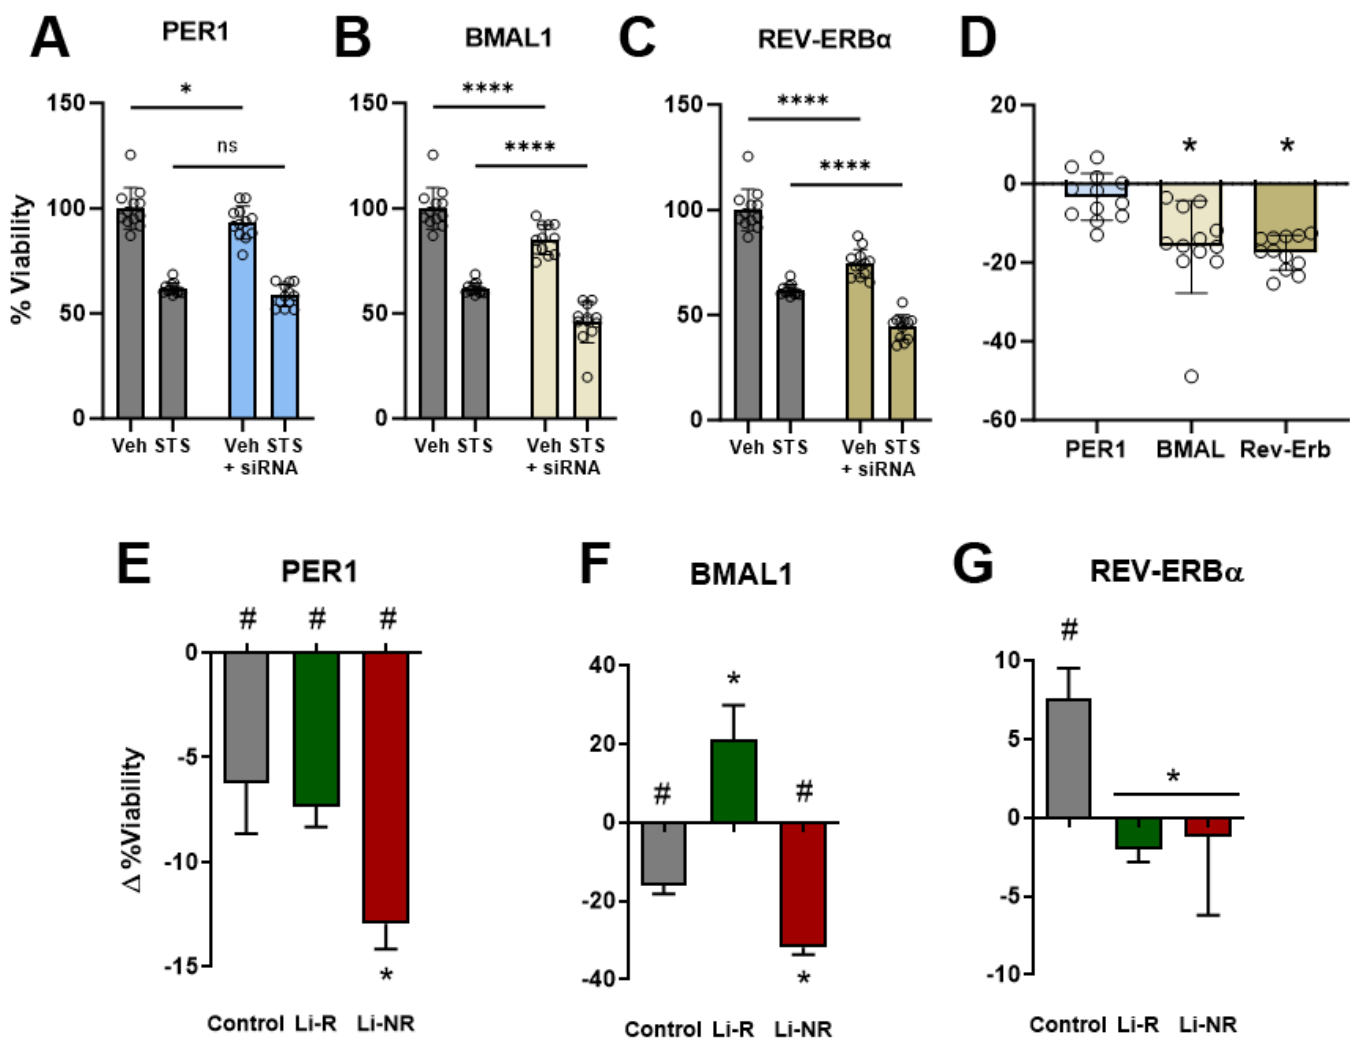 A PER1
B BMAL1
C REV-ERBα
D
% Viability
150
100
50
0
*
ns
Veh STS Veh STS
+ siRNA
150
100
50
0
****
****
Veh STS Veh STS
+ siRNA
150
100
50
0
****
****
Veh STS Veh STS
+ siRNA
20
0
-20
-40
-60
* *
PER1 BMAL Rev-Erb
E PER1
Δ %Viability
# # #
0
-5
-10
-15
*
Control Li-R Li-NR
F BMAL1
40
20
0
-20
-40
*
# #
*
Control Li-R Li-NR
G REV-ERBα
#
10
5
0
-5
-10
*
Control Li-R Li-NR